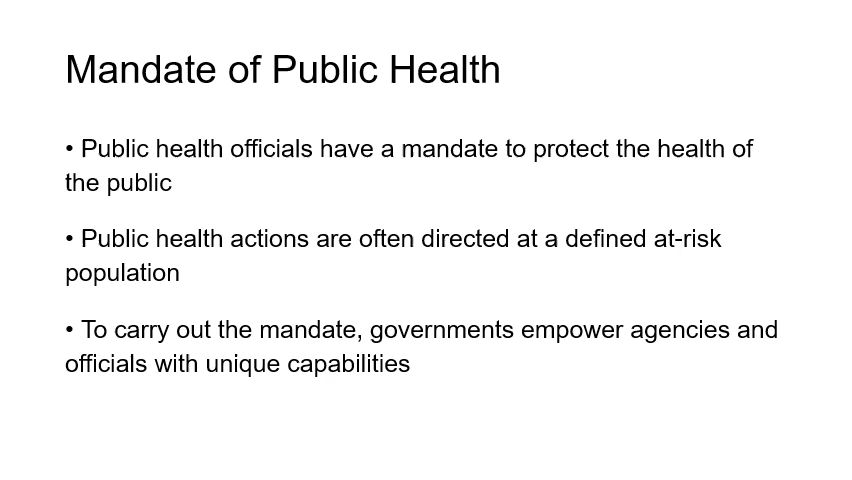 Mandate of Public Health
• Public health officials have a mandate to protect the health of
the public
• Public health actions are often directed at a defined at-risk
population
• To carry out the mandate, governments empower agencies and
officials with unique capabilities